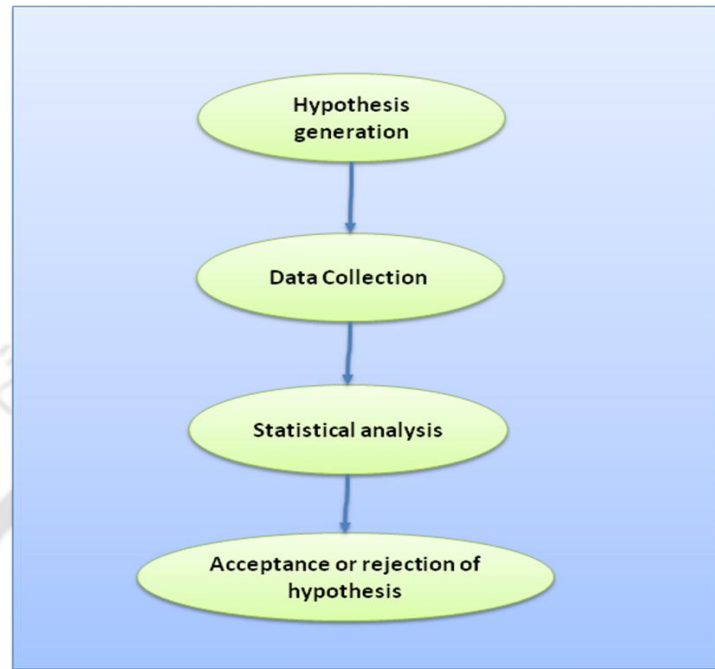 Hypothesis
generation
Data Collection
Statistical analysis
Acceptance or rejection of
hypothesis